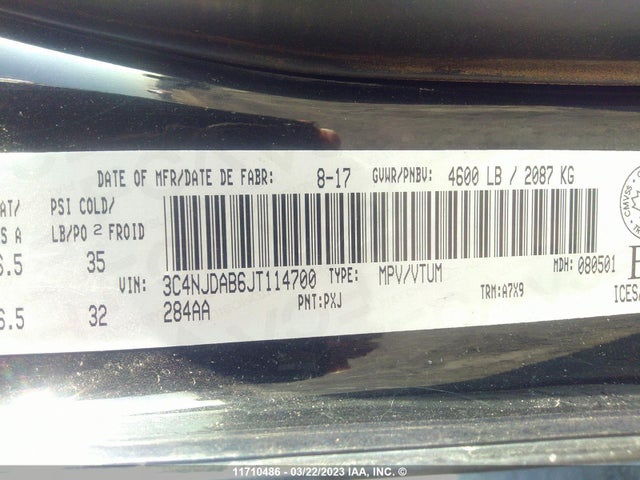 DATE OF MFR/DATE DE FABR: 8-17 GVWR/PNBV: 4600 LB / 2087 KG
PSI COLD/
LB/PO 2 FROID
35
VIN: 3C4NJDAB6JT114700 TYPE: MPV/VTUM MDH: 080501
32 284AA PNT:PXJ TRM:A7X9 ICES/
CMVSS
11710486 - 03/22/2023 IAA, INC. ©